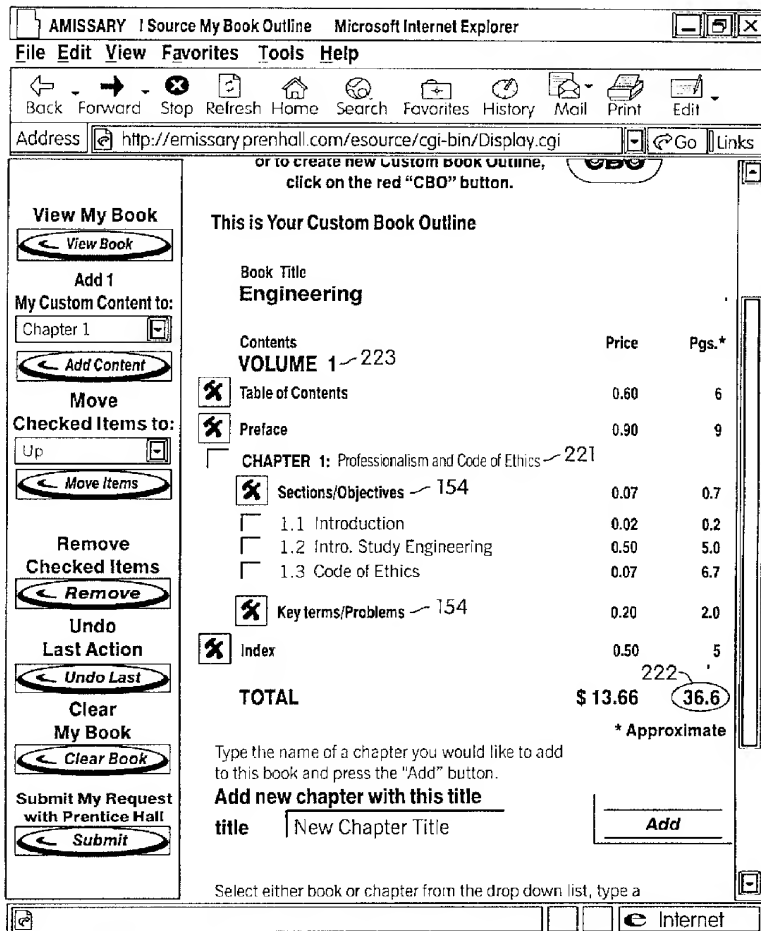 AMISSARY I Source My Book Outline Microsoft Internet Explorer
File Edit View Favorites Tools Help
Back Forward Stop Refresh Home Search Favorites History Mail Print Edit
Address http://emissary.prenhall.com/esource/cgi-bin/Display.cgi Go Links
or to create new Custom Book Outline,
click on the red "CBO" button.
CBO
View My Book
View Book
Add 1
My Custom Content to:
Chapter 1
Add Content
Move
Checked Items to:
Up
Move Items
Remove
Checked Items
Remove
Undo
Last Action
Undo Last
Clear
My Book
Clear Book
Submit My Request
with Prentice Hall
Submit
This is Your Custom Book Outline
Book Title
Engineering
Contents Price Pgs.*
VOLUME 1 223
Table of Contents 0.60 6
Preface 0.90 9
CHAPTER 1: Professionalism and Code of Ethics 221
Sections/Objectives 154 0.07 0.7
1.1 Introduction 0.02 0.2
1.2 Intro. Study Engineering 0.50 5.0
1.3 Code of Ethics 0.07 6.7
Key terms/Problems 154 0.20 2.0
Index 0.50 5
222
TOTAL $ 13.66 36.6
* Approximate
Type the name of a chapter you would like to add
to this book and press the "Add" button.
Add new chapter with this title
title New Chapter Title Add
Select either book or chapter from the drop down list, type a
e Internet